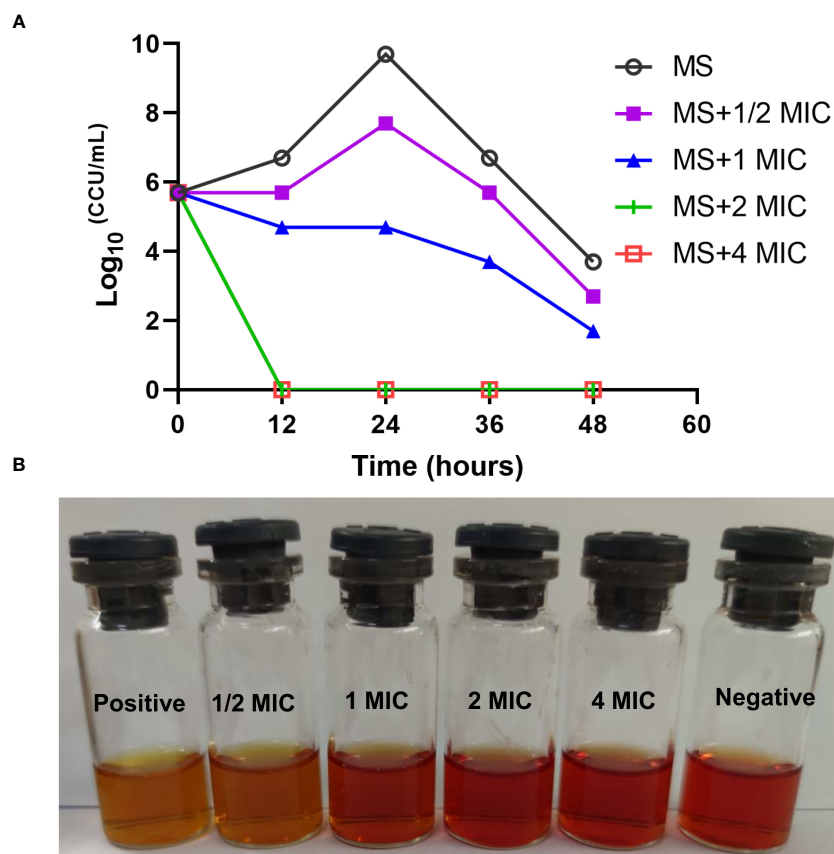 A
Log10 (CCU/mL)
10
8
6
4
2
0
0 12 24 36 48 60
Time (hours)
MS
MS+1/2 MIC
MS+1 MIC
MS+2 MIC
MS+4 MIC
B
Positive 1/2 MIC 1 MIC 2 MIC 4 MIC Negative